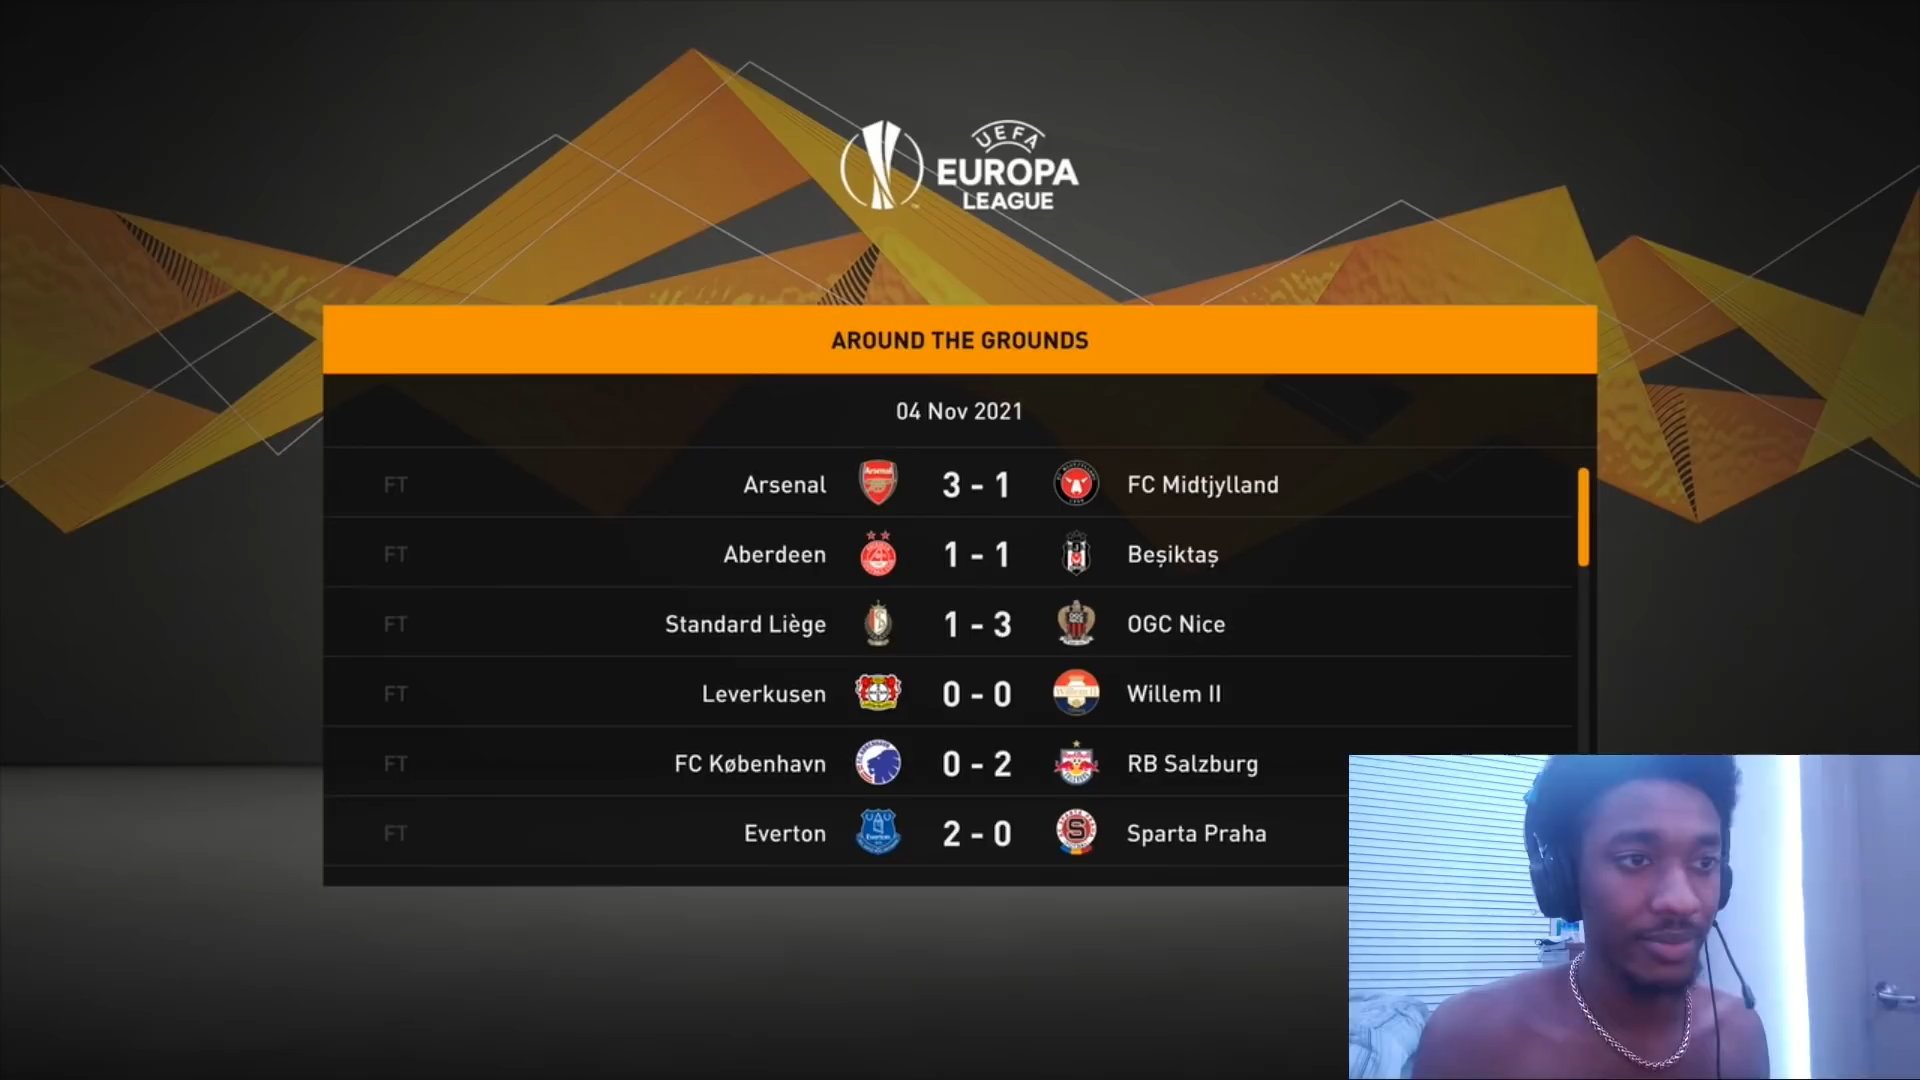 UEFA
EUROPA
LEAGUE
AROUND THE GROUNDS
04 Nov 2021
FT Arsenal 3 - 1 FC Midtjylland
FT Aberdeen 1 - 1 Beşiktaş
FT Standard Liège 1 - 3 OGC Nice
FT Leverkusen 0 - 0 Willem II
FT FC København 0 - 2 RB Salzburg
FT Everton 2 - 0 Sparta Praha